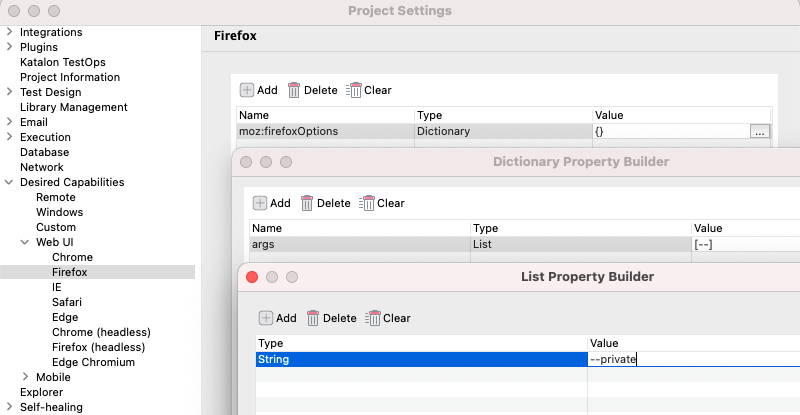 Project Settings
Integrations
Plugins
Katalon TestOps
Project Information
Test Design
Library Management
Email
Execution
Database
Network
Desired Capabilities
Remote
Windows
Custom
Web UI
Chrome
Firefox
IE
Safari
Edge
Chrome (headless)
Firefox (headless)
Edge Chromium
Mobile
Explorer
Self-healing
Firefox
Add Delete Clear
Name Type Value
moz:firefoxOptions Dictionary {} ...
Dictionary Property Builder
Add Delete Clear
Name Type Value
args List [--]
List Property Builder
Add Delete Clear
Type Value
String --private